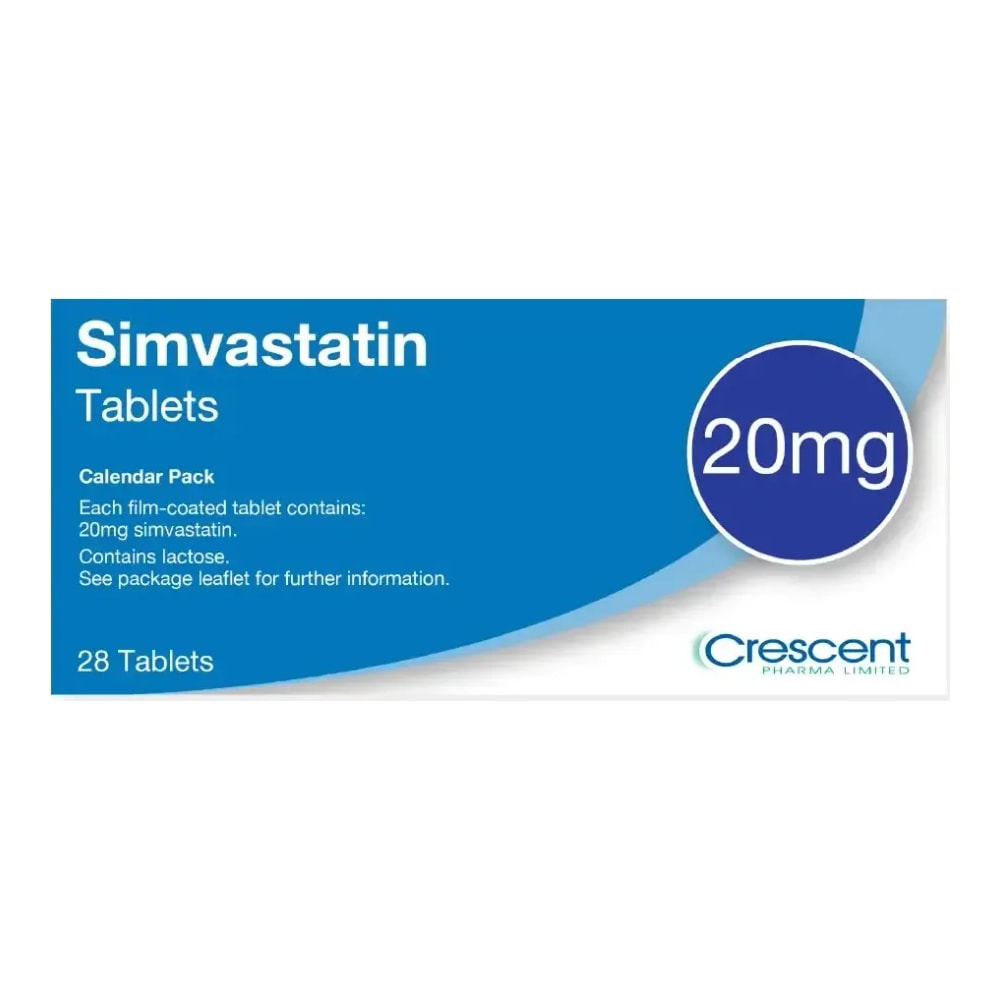 Simvastatin
Tablets
20mg
Calendar Pack
Each film-coated tablet contains:
20mg simvastatin.
Contains lactose.
See package leaflet for further information.
28 Tablets
Crescent
PHARMA LIMITED